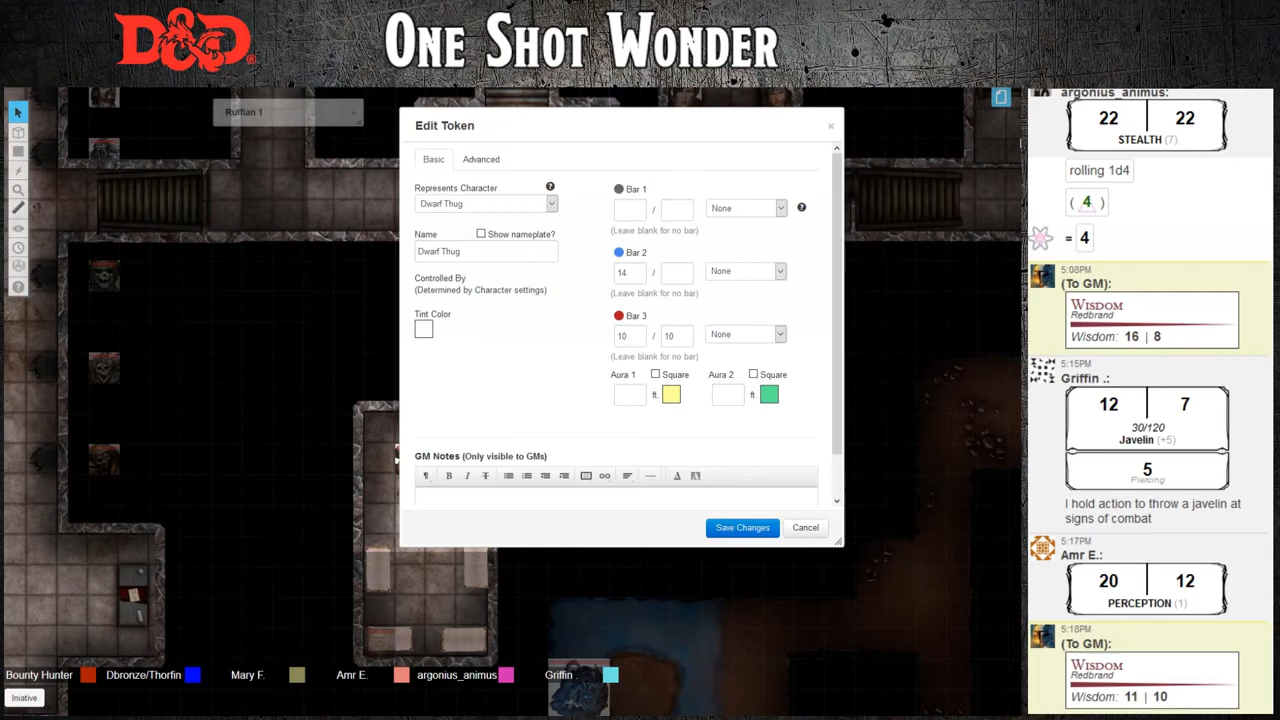 D&D
ONE SHOT WONDER
Ruffian 1
×
Edit Token
×
Basic
Advanced
Represents Character
?
Dwarf Thug
Name
Show nameplate?
Dwarf Thug
Controlled By
(Determined by Character settings)
Tint Color
Bar 1
/
None
?
(Leave blank for no bar)
Bar 2
14
/
None
(Leave blank for no bar)
Bar 3
10
/
10
None
(Leave blank for no bar)
Aura 1
Square
Aura 2
Square
ft.
ft.
GM Notes (Only visible to GMs)
¶
B
I
S
A
A
Save Changes
Cancel
argonius_animus:
22
22
STEALTH (7)
rolling 1d4
( 4 )
= 4
5:08PM
(To GM):
WISDOM
Redbrand
Wisdom: 16 | 8
5:15PM
Griffin .:
12
7
30/120
Javelin (+5)
5
Piercing
I hold action to throw a javelin at
signs of combat
5:17PM
Amr E.:
20
12
PERCEPTION (1)
5:18PM
(To GM):
WISDOM
Redbrand
Wisdom: 11 | 10
Bounty Hunter
Dbronze/Thorfin
Mary F.
Amr E.
argonius_animus
Griffin .
Iniative